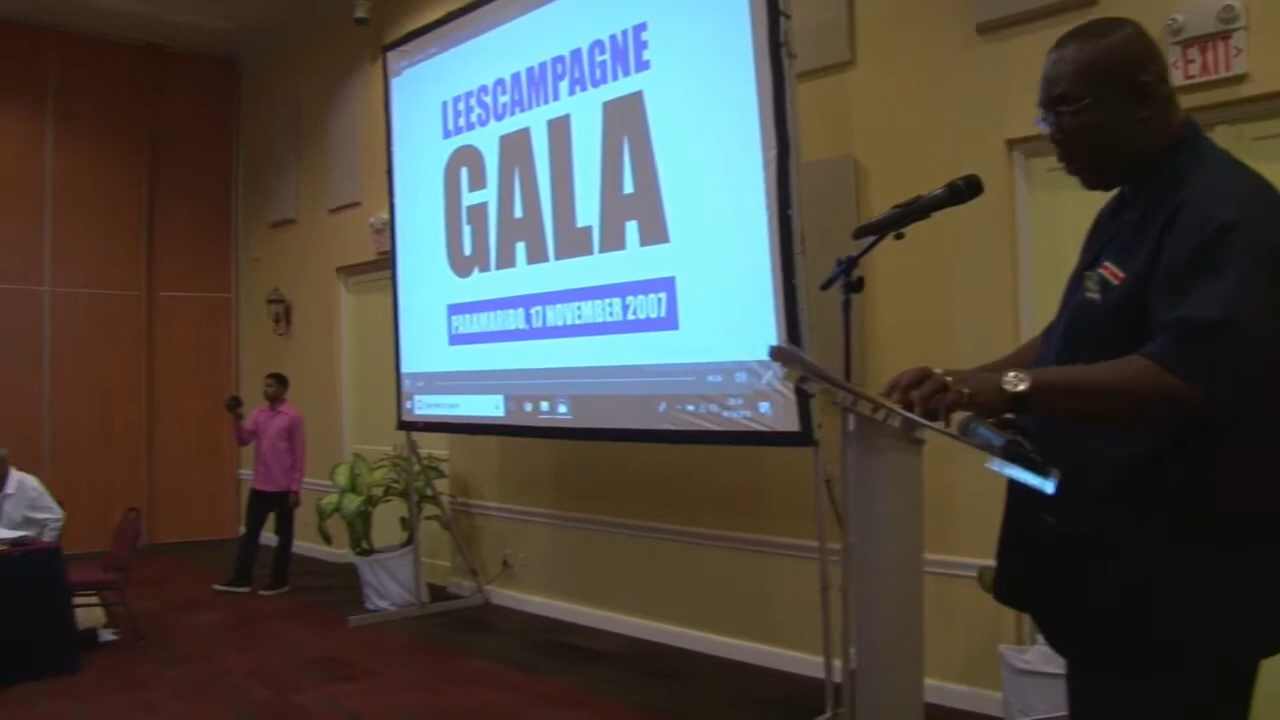 LEESCAMPAGNE
GALA
PARAMARIBO, 17 NOVEMBER 2007
EXIT